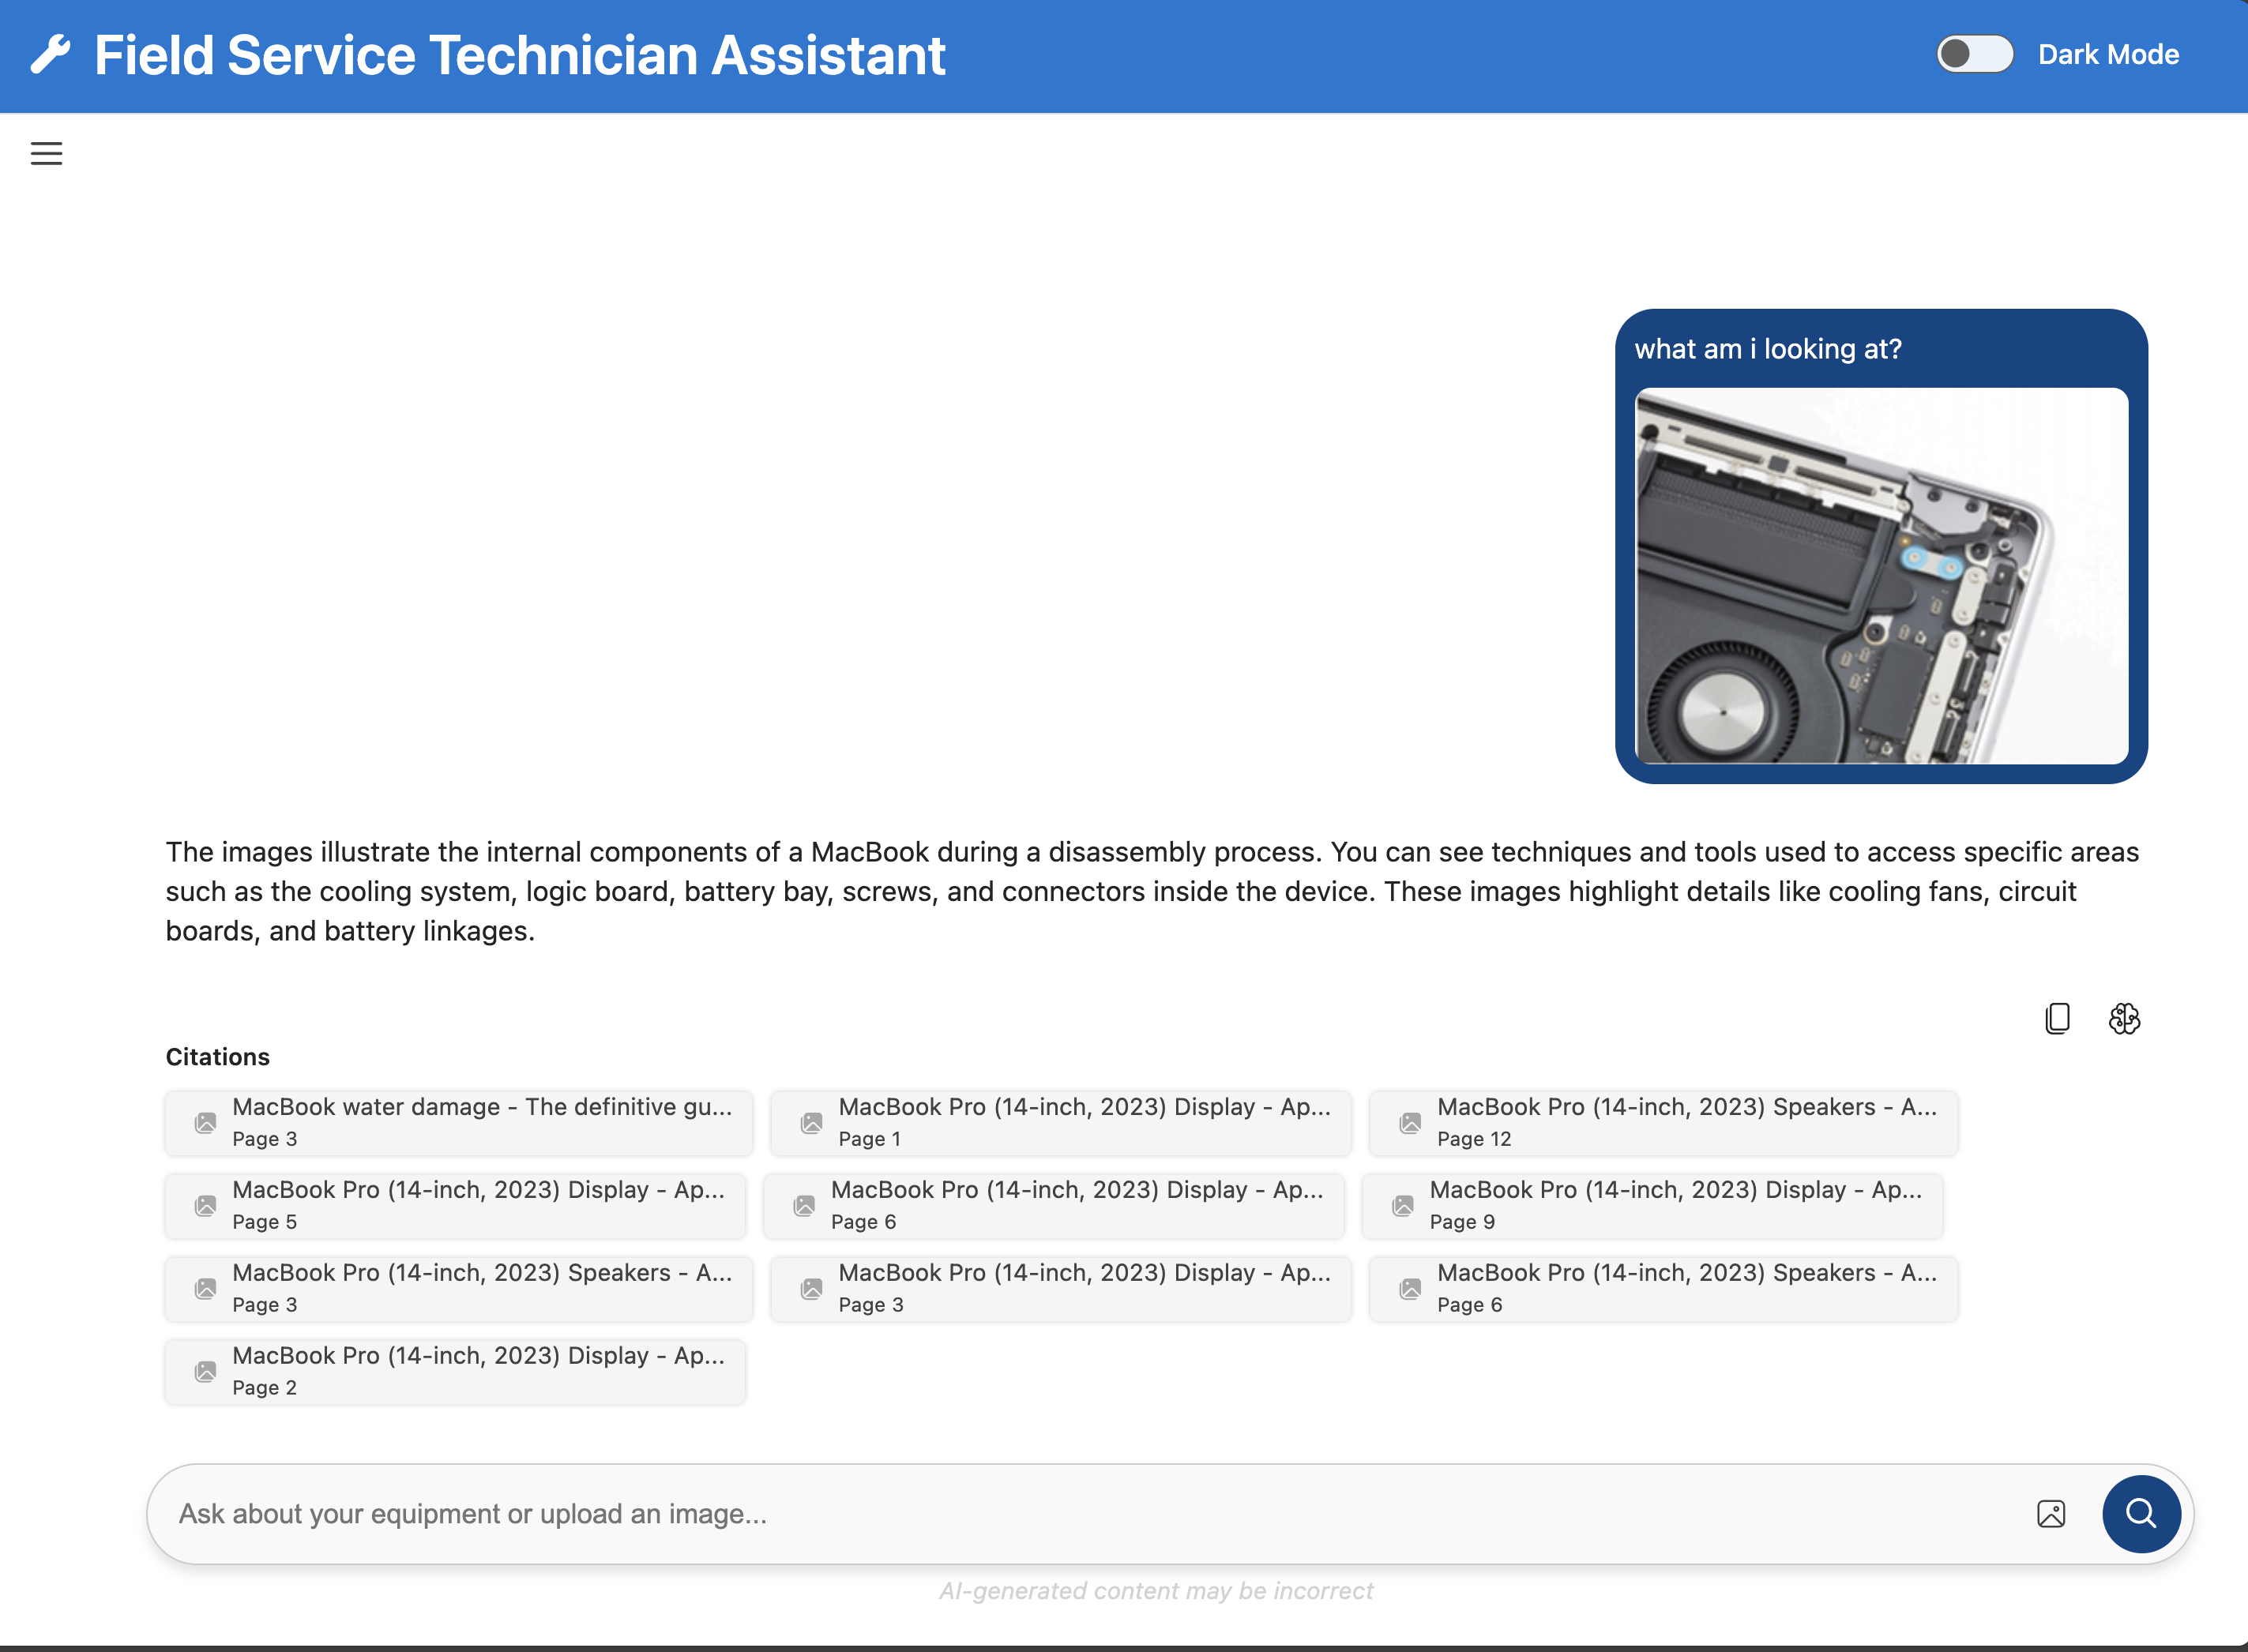 Field Service Technician Assistant
Dark Mode
what am i looking at?
The images illustrate the internal components of a MacBook during a disassembly process. You can see techniques and tools used to access specific areas
such as the cooling system, logic board, battery bay, screws, and connectors inside the device. These images highlight details like cooling fans, circuit
boards, and battery linkages.
Citations
MacBook water damage - The definitive gu...
Page 3
MacBook Pro (14-inch, 2023) Display - Ap...
Page 1
MacBook Pro (14-inch, 2023) Speakers - A...
Page 12
MacBook Pro (14-inch, 2023) Display - Ap...
Page 5
MacBook Pro (14-inch, 2023) Display - Ap...
Page 6
MacBook Pro (14-inch, 2023) Display - Ap...
Page 9
MacBook Pro (14-inch, 2023) Speakers - A...
Page 3
MacBook Pro (14-inch, 2023) Display - Ap...
Page 3
MacBook Pro (14-inch, 2023) Speakers - A...
Page 6
MacBook Pro (14-inch, 2023) Display - Ap...
Page 2
Ask about your equipment or upload an image...
AI-generated content may be incorrect